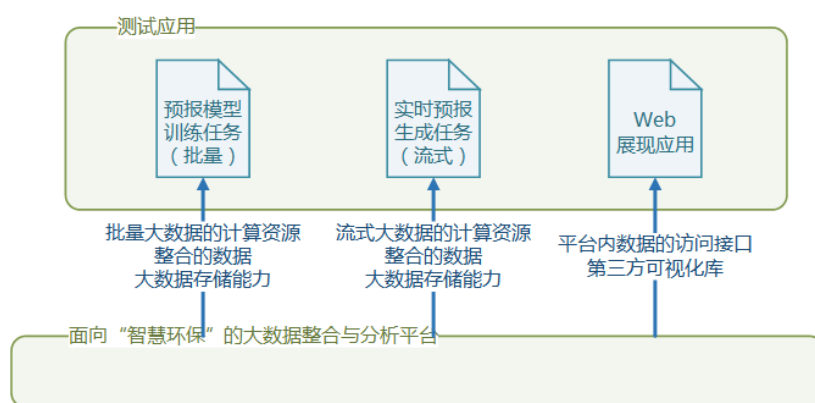 测试应用
预报模型
训练任务
（批量）
实时预报
生成任务
（流式）
Web
展现应用
批量大数据的计算资源
整合的数据
大数据存储能力
流式大数据的计算资源
整合的数据
大数据存储能力
平台内数据的访问接口
第三方可视化库
面向“智慧环保”的大数据整合与分析平台